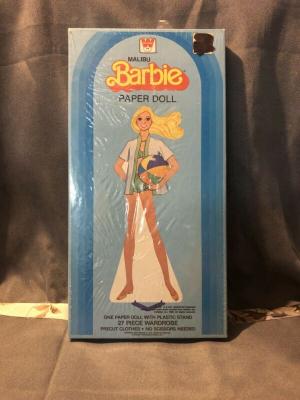 MALIBU
Barbie
PAPER DOLL
ONE PAPER DOLL WITH PLASTIC STAND
27 PIECE WARDROBE
PRECUT CLOTHES • NO SCISSORS NEEDED